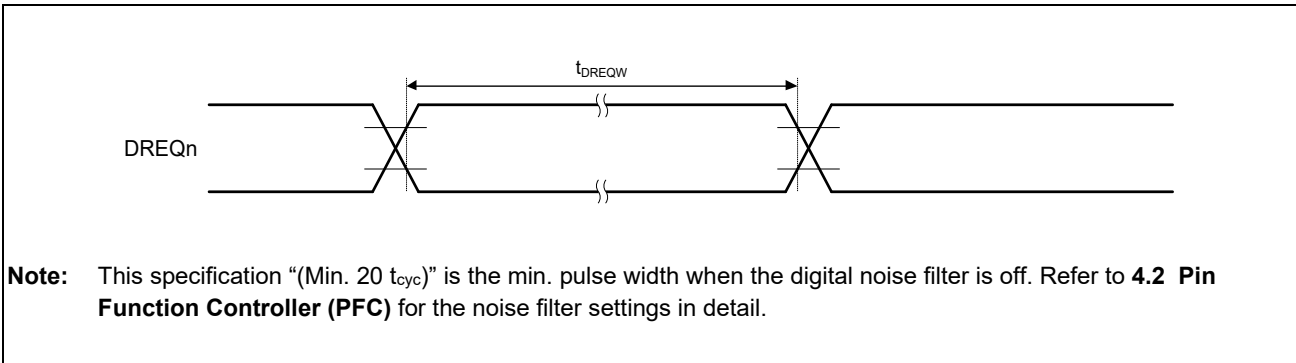 tDREQW
DREQn
Note: This specification “(Min. 20 tcyc)” is the min. pulse width when the digital noise filter is off. Refer to 4.2 Pin
Function Controller (PFC) for the noise filter settings in detail.